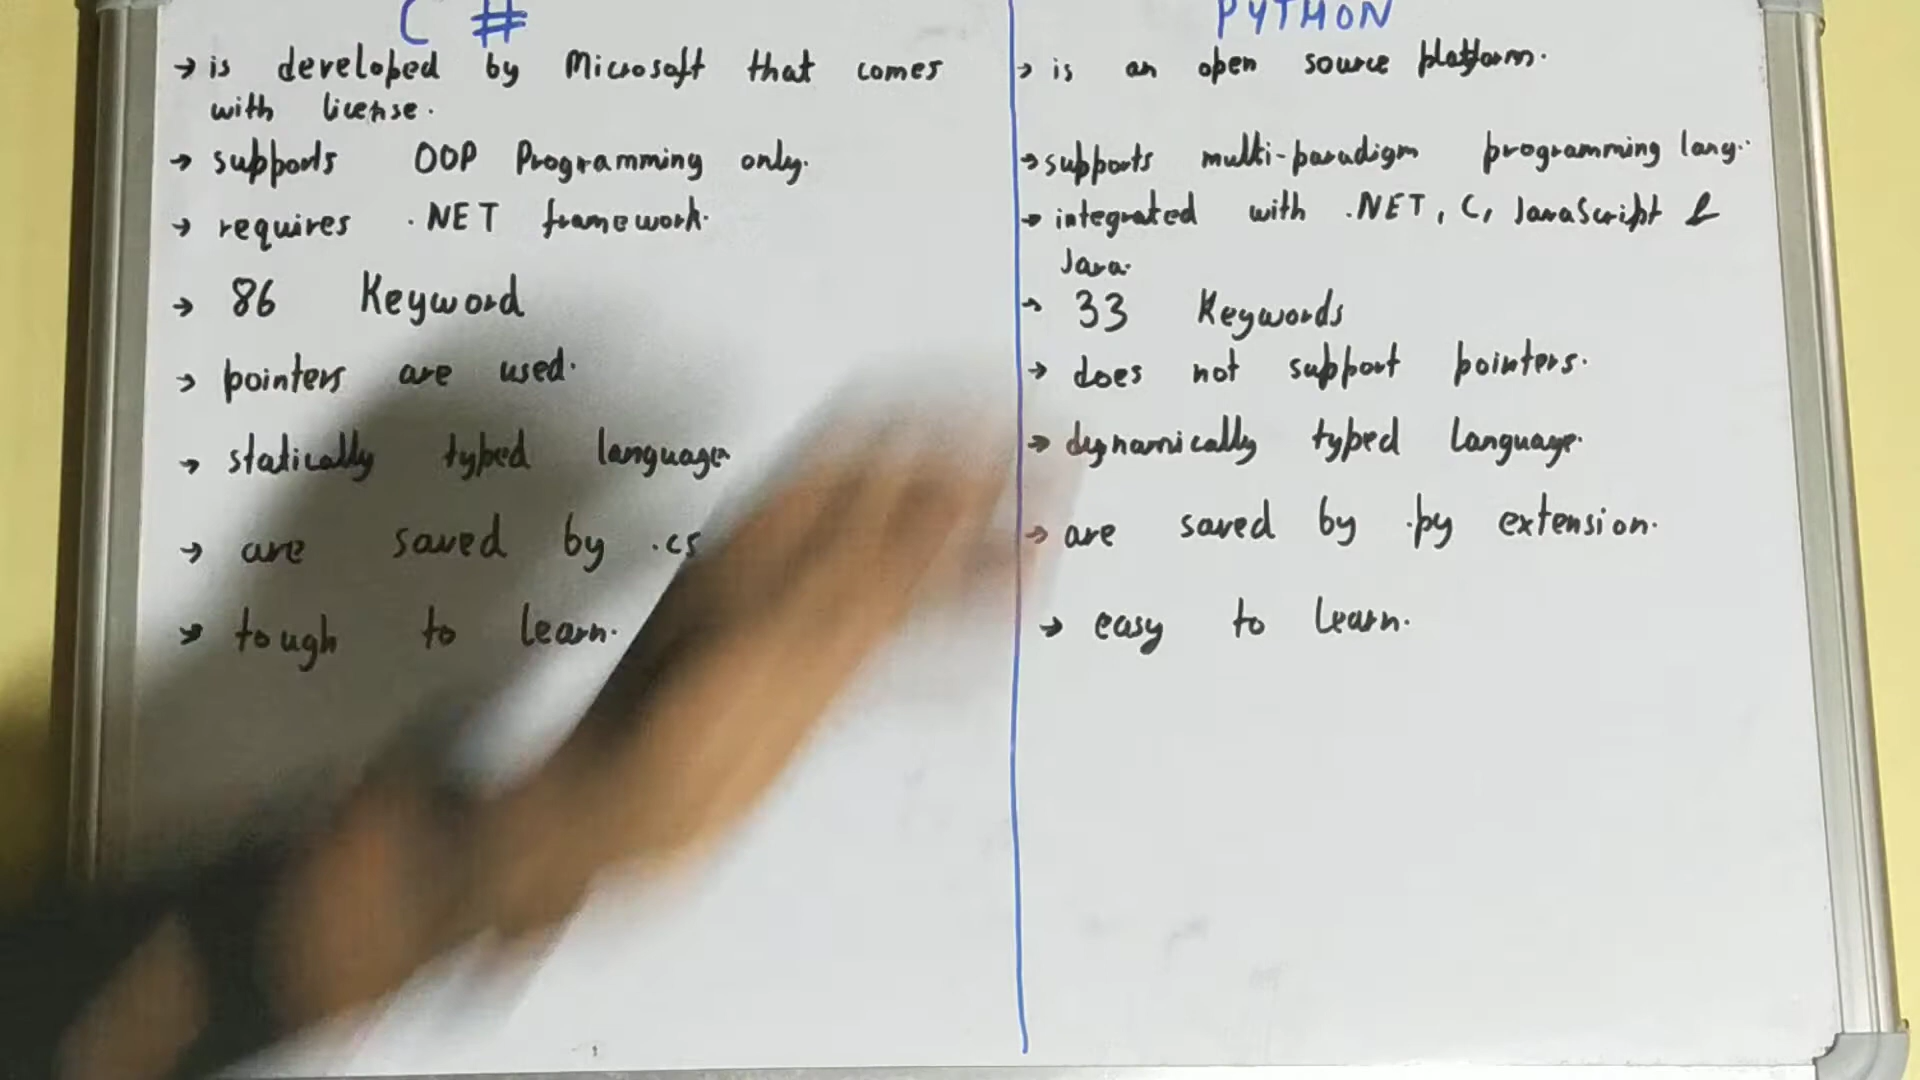 C #
→ is developed by Microsoft that comes
with license.
→ supports OOP Programming only.
→ requires .NET framework.
→ 86 Keyword
→ pointers are used.
→ statically typed language
→ are saved by .cs
→ tough to learn.
PYTHON
→ is an open source platform.
→ supports multi-paradigm programming lang.
→ integrated with .NET, C, JavaScript &
Java.
→ 33 Keywords
→ does not support pointers.
→ dynamically typed language.
→ are saved by .py extension.
→ easy to learn.